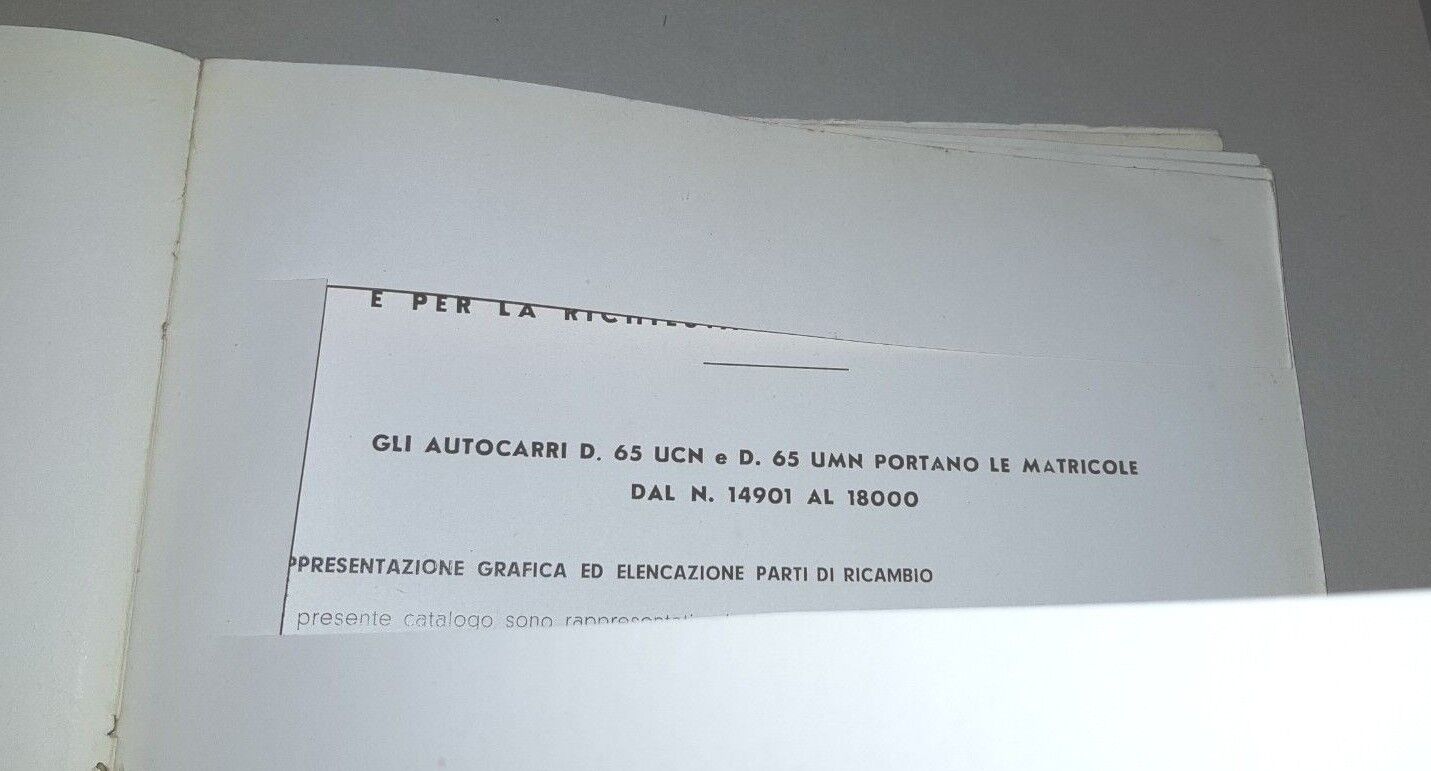 E PER LA
GLI AUTOCARRI D. 65 UCN e D. 65 UMN PORTANO LE MATRICOLE
DAL N. 14901 AL 18000
PPRESENTAZIONE GRAFICA ED ELENCAZIONE PARTI DI RICAMBIO
presente catalogo sono